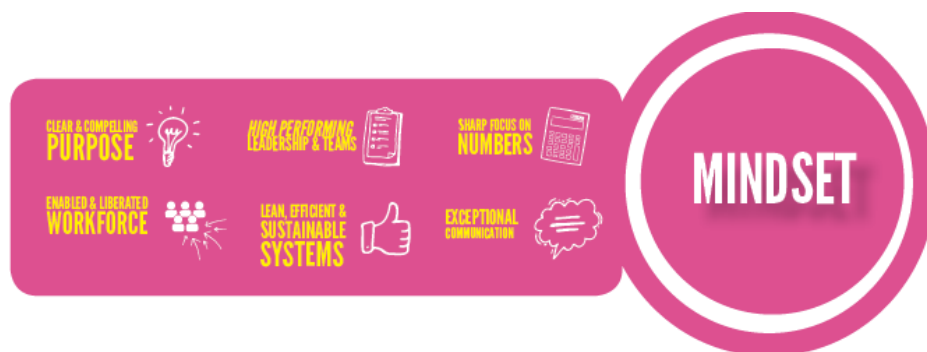 CLEAR & COMPELLING
PURPOSE
HIGH PERFORMING
LEADERSHIP & TEAMS
SHARP FOCUS ON
NUMBERS
ENABLED & LIBERATED
WORKFORCE
LEAN, EFFICIENT &
SUSTAINABLE
SYSTEMS
EXCEPTIONAL
COMMUNICATION
MINDSET